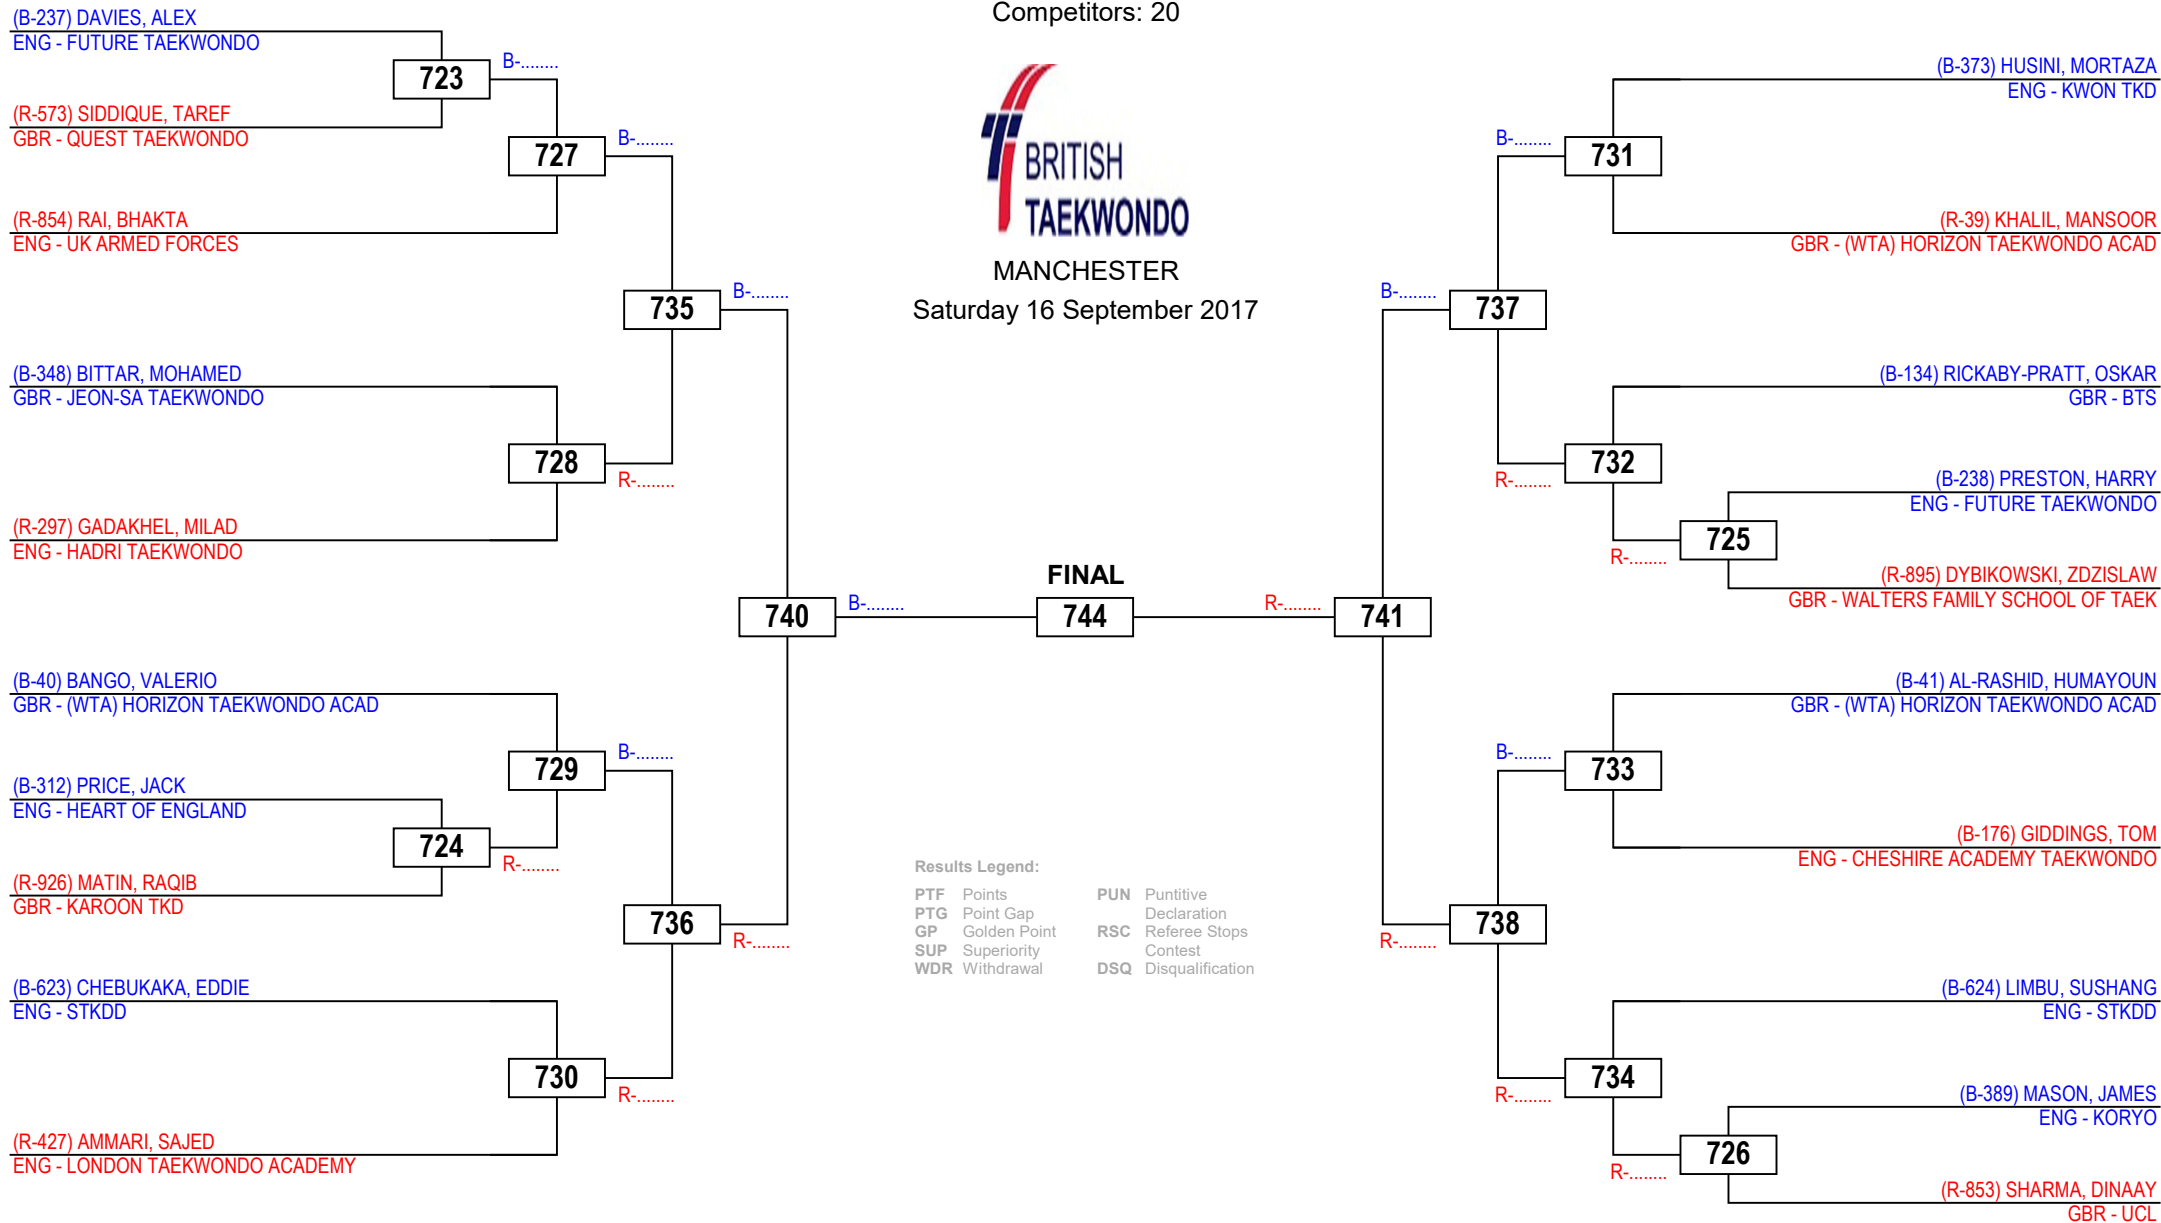 Competitors: 20
BRITISH
TAEKWONDO
MANCHESTER
Saturday 16 September 2017
(B-237) DAVIES, ALEX
ENG - FUTURE TAEKWONDO
723
B-........
(R-573) SIDDIQUE, TAREF
GBR - QUEST TAEKWONDO
727
B-........
(R-854) RAI, BHAKTA
ENG - UK ARMED FORCES
735
B-........
(B-348) BITTAR, MOHAMED
GBR - JEON-SA TAEKWONDO
728
R-........
(R-297) GADAKHEL, MILAD
ENG - HADRI TAEKWONDO
740
B-........
(B-40) BANGO, VALERIO
GBR - (WTA) HORIZON TAEKWONDO ACAD
729
B-........
(B-312) PRICE, JACK
ENG - HEART OF ENGLAND
724
R-........
(R-926) MATIN, RAQIB
GBR - KAROON TKD
736
R-........
(B-623) CHEBUKAKA, EDDIE
ENG - STKDD
730
R-........
(R-427) AMMARI, SAJED
ENG - LONDON TAEKWONDO ACADEMY
FINAL
744
(B-373) HUSINI, MORTAZA
ENG - KWON TKD
B-........
731
(R-39) KHALIL, MANSOOR
GBR - (WTA) HORIZON TAEKWONDO ACAD
B-........
737
(B-134) RICKABY-PRATT, OSKAR
GBR - BTS
R-........
732
(B-238) PRESTON, HARRY
ENG - FUTURE TAEKWONDO
R-........
725
(R-895) DYBIKOWSKI, ZDZISLAW
GBR - WALTERS FAMILY SCHOOL OF TAEK
R-........
741
(B-41) AL-RASHID, HUMAYOUN
GBR - (WTA) HORIZON TAEKWONDO ACAD
B-........
733
(B-176) GIDDINGS, TOM
ENG - CHESHIRE ACADEMY TAEKWONDO
R-........
738
(B-624) LIMBU, SUSHANG
ENG - STKDD
R-........
734
(B-389) MASON, JAMES
ENG - KORYO
R-........
726
(R-853) SHARMA, DINAAY
GBR - UCL
Results Legend:
PTF Points
PTG Point Gap
GP Golden Point
SUP Superiority
WDR Withdrawal
PUN Puntitive
Declaration
RSC Referee Stops
Contest
DSQ Disqualification